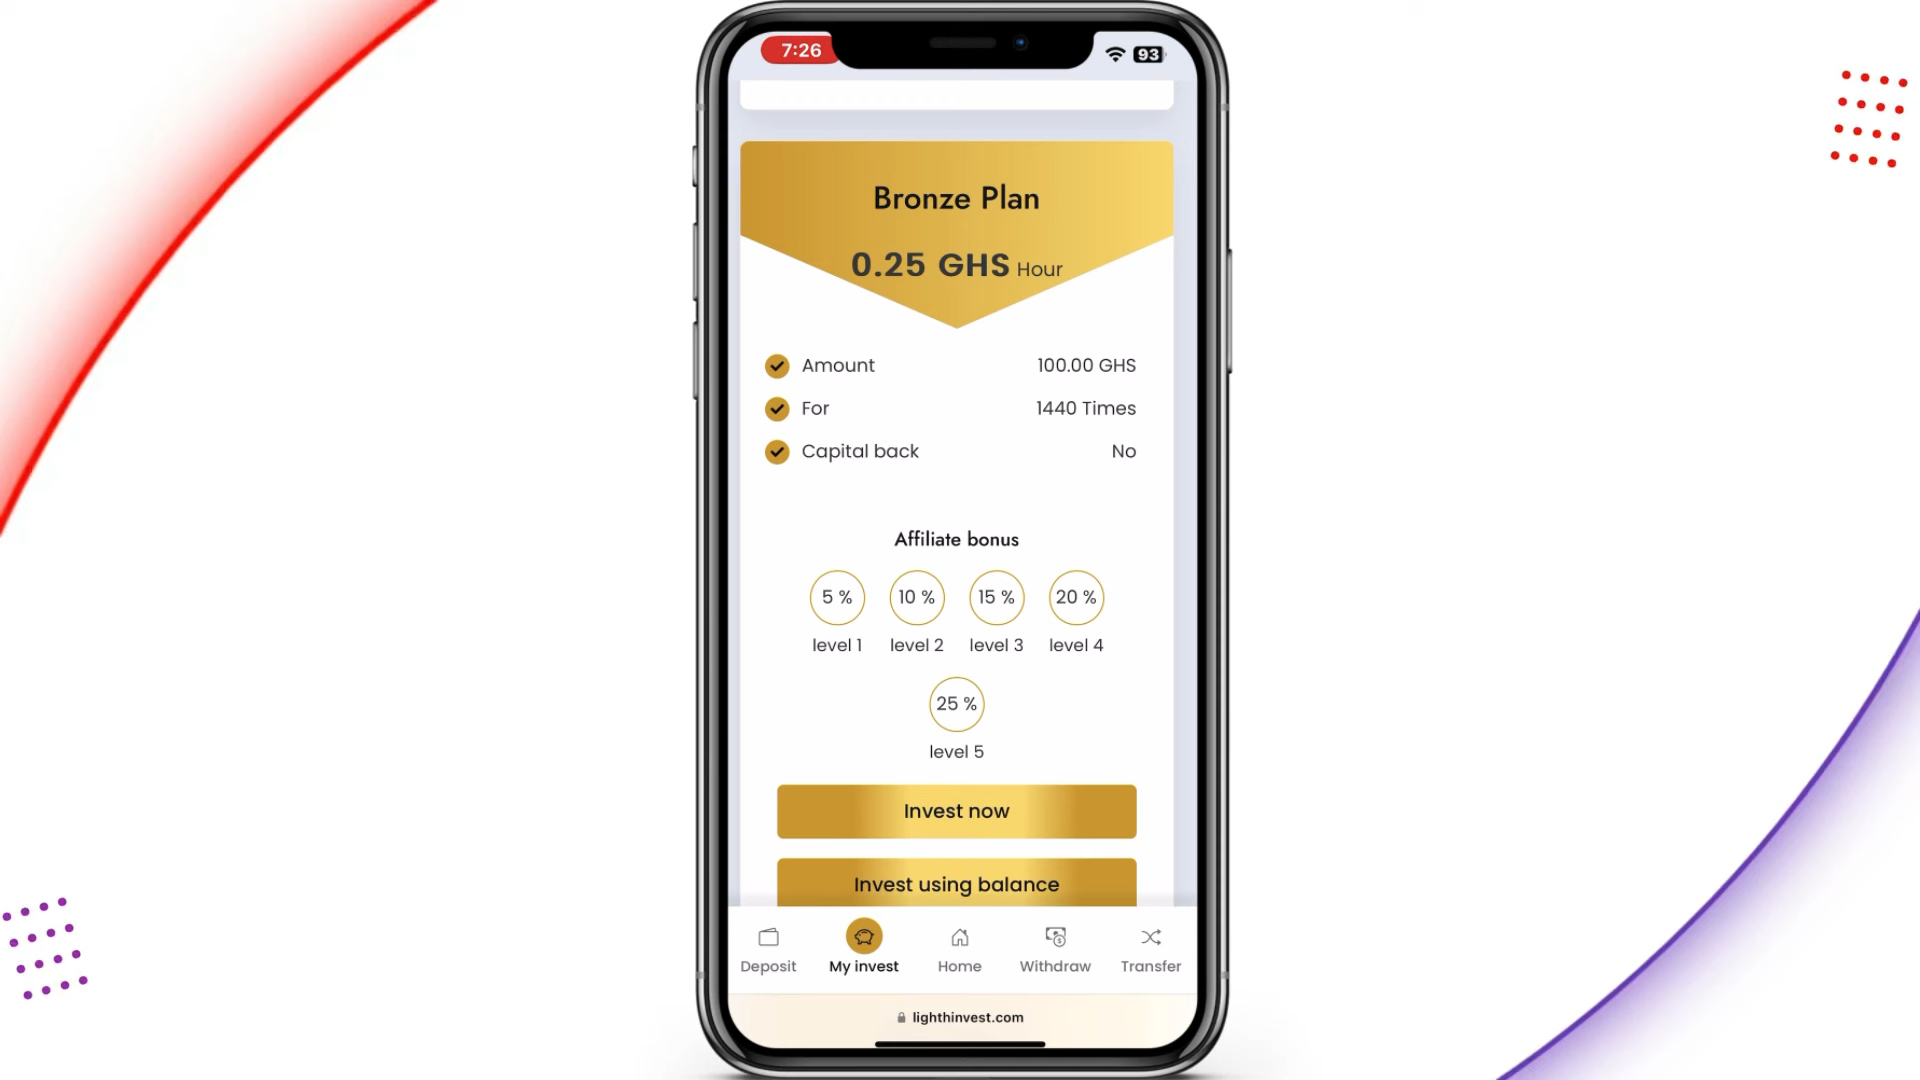 7:26
93
Bronze Plan
0.25 GHS Hour
Amount 100.00 GHS
For 1440 Times
Capital back No
Affiliate bonus
5 % 10 % 15 % 20 %
level 1 level 2 level 3 level 4
25 %
level 5
Invest now
Invest using balance
Deposit My invest Home Withdraw Transfer
lighthinvest.com